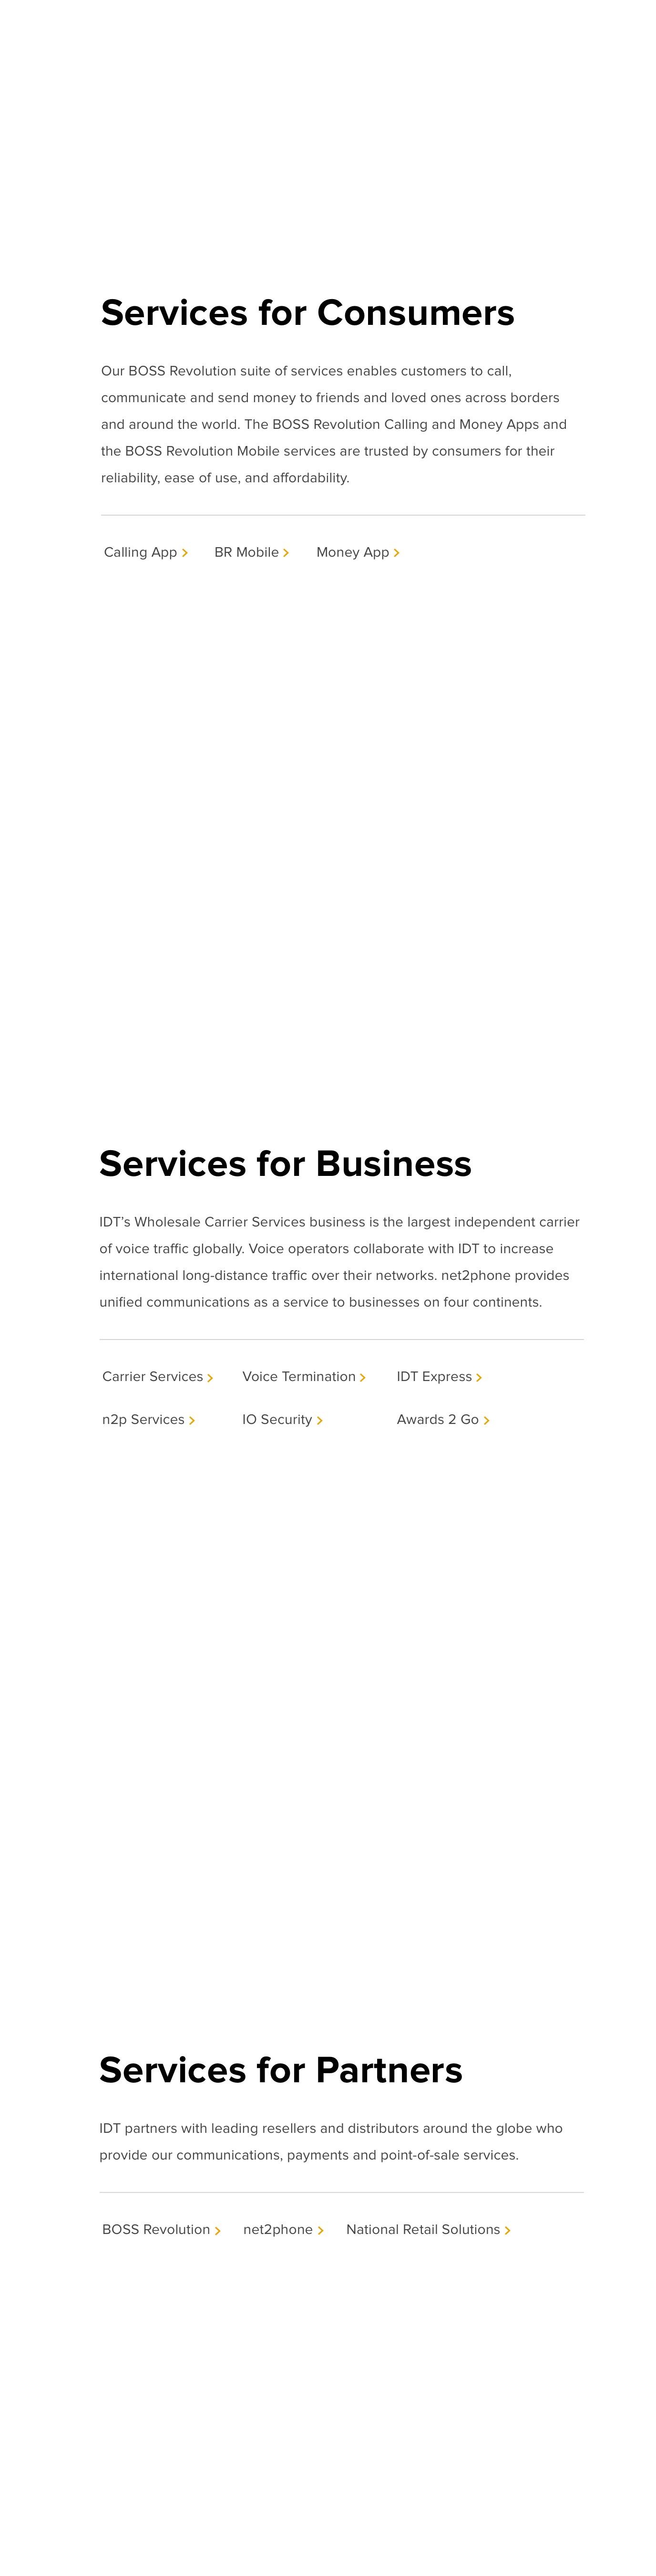 Services for Consumers
Our BOSS Revolution suite of services enables customers to call,
communicate and send money to friends and loved ones across borders
and around the world. The BOSS Revolution Calling and Money Apps and
the BOSS Revolution Mobile services are trusted by consumers for their
reliability, ease of use, and affordability.
Calling App BR Mobile Money App
Services for Business
IDT’s Wholesale Carrier Services business is the largest independent carrier
of voice traffic globally. Voice operators collaborate with IDT to increase
international long-distance traffic over their networks. net2phone provides
unified communications as a service to businesses on four continents.
Carrier Services Voice Termination IDT Express
n2p Services IO Security Awards 2 Go
Services for Partners
IDT partners with leading resellers and distributors around the globe who
provide our communications, payments and point-of-sale services.
BOSS Revolution net2phone National Retail Solutions